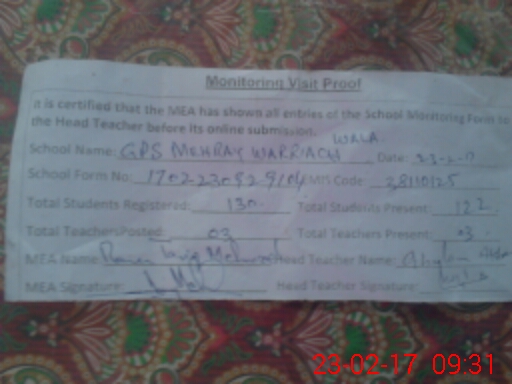 Monitoring Visit Proof
It is certified that the MEA has shown all entries of the School Monitoring Form to
the Head Teacher before its online submission.
WALA
School Name: GPS MEHRAY WARRIACH Date: 23-2-17
School Form No: EMIS Code: 38110125
Total Students Registered: 130 Total Students Present: 122
Total Teachers Posted: 03 Total Teachers Present: 03
MEA Name: Head Teacher Name:
MEA Signature: Head Teacher Signature:
23-02-17 09:31